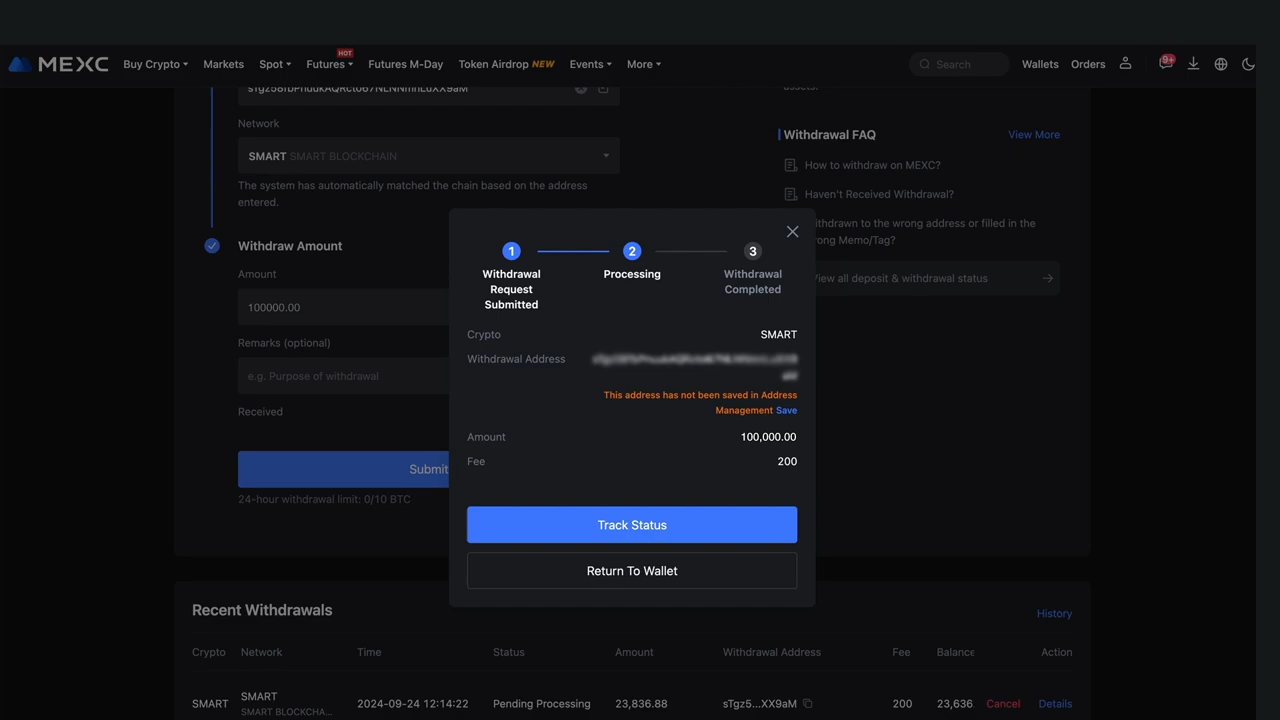 MEXC Buy Crypto Markets Spot Futures HOT Futures M-Day Token Airdrop NEW Events More Search Wallets Orders 9+
assets.
Network
SMART SMART BLOCKCHAIN
The system has automatically matched the chain based on the address
entered.
Withdraw Amount
Amount
100000.00
Remarks (optional)
e.g. Purpose of withdrawal
Received
Submit
24-hour withdrawal limit: 0/10 BTC
Withdrawal FAQ View More
How to withdraw on MEXC?
Haven't Received Withdrawal?
thdrawn to the wrong address or filled in the
rong Memo/Tag?
View all deposit & withdrawal status
1 2 3
Withdrawal
Request
Submitted
Processing
Withdrawal
Completed
Crypto SMART
Withdrawal Address
This address has not been saved in Address
Management Save
Amount 100,000.00
Fee 200
Track Status
Return To Wallet
Recent Withdrawals History
Crypto Network Time Status Amount Withdrawal Address Fee Balance Action
SMART SMART 2024-09-24 12:14:22 Pending Processing 23,836.88 sTgz5...XX9aM 200 23,636 Cancel Details
SMART BLOCKCHA...